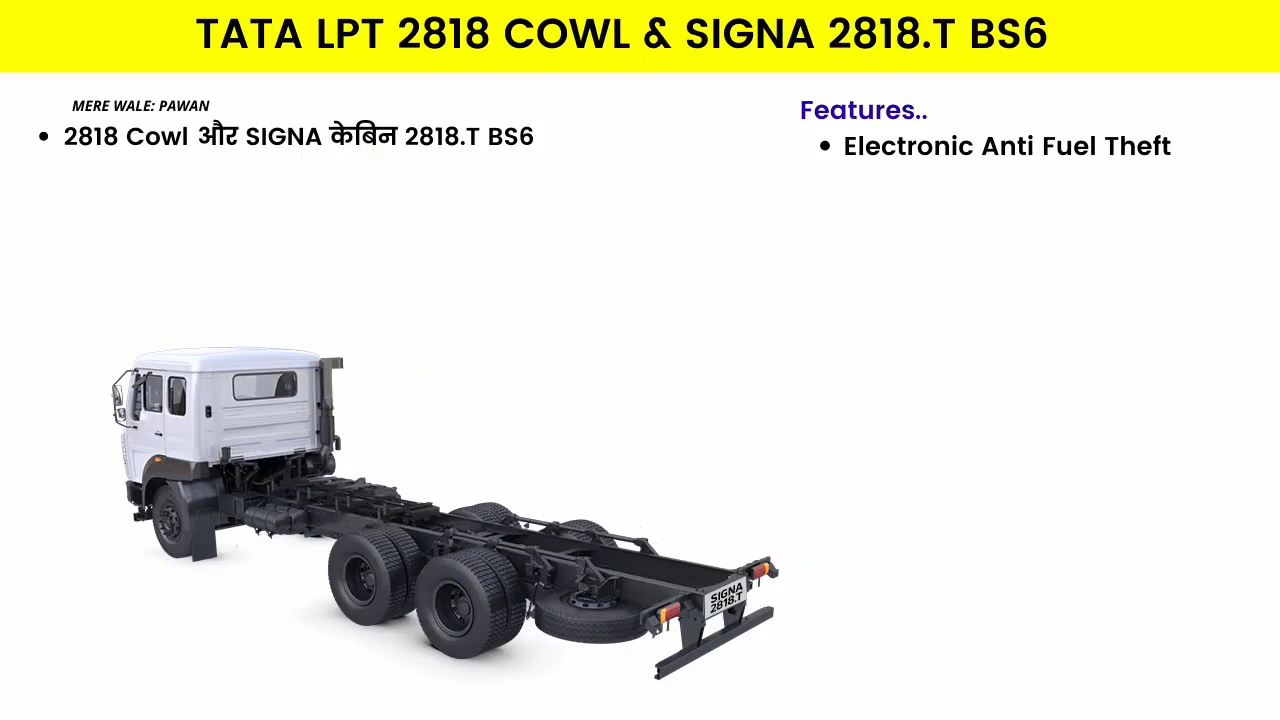 TATA LPT 2818 COWL & SIGNA 2818.T BS6
MERE WALE: PAWAN
• 2818 Cowl और SIGNA केबिन 2818.T BS6
Features..
• Electronic Anti Fuel Theft
SIGNA
2818.T